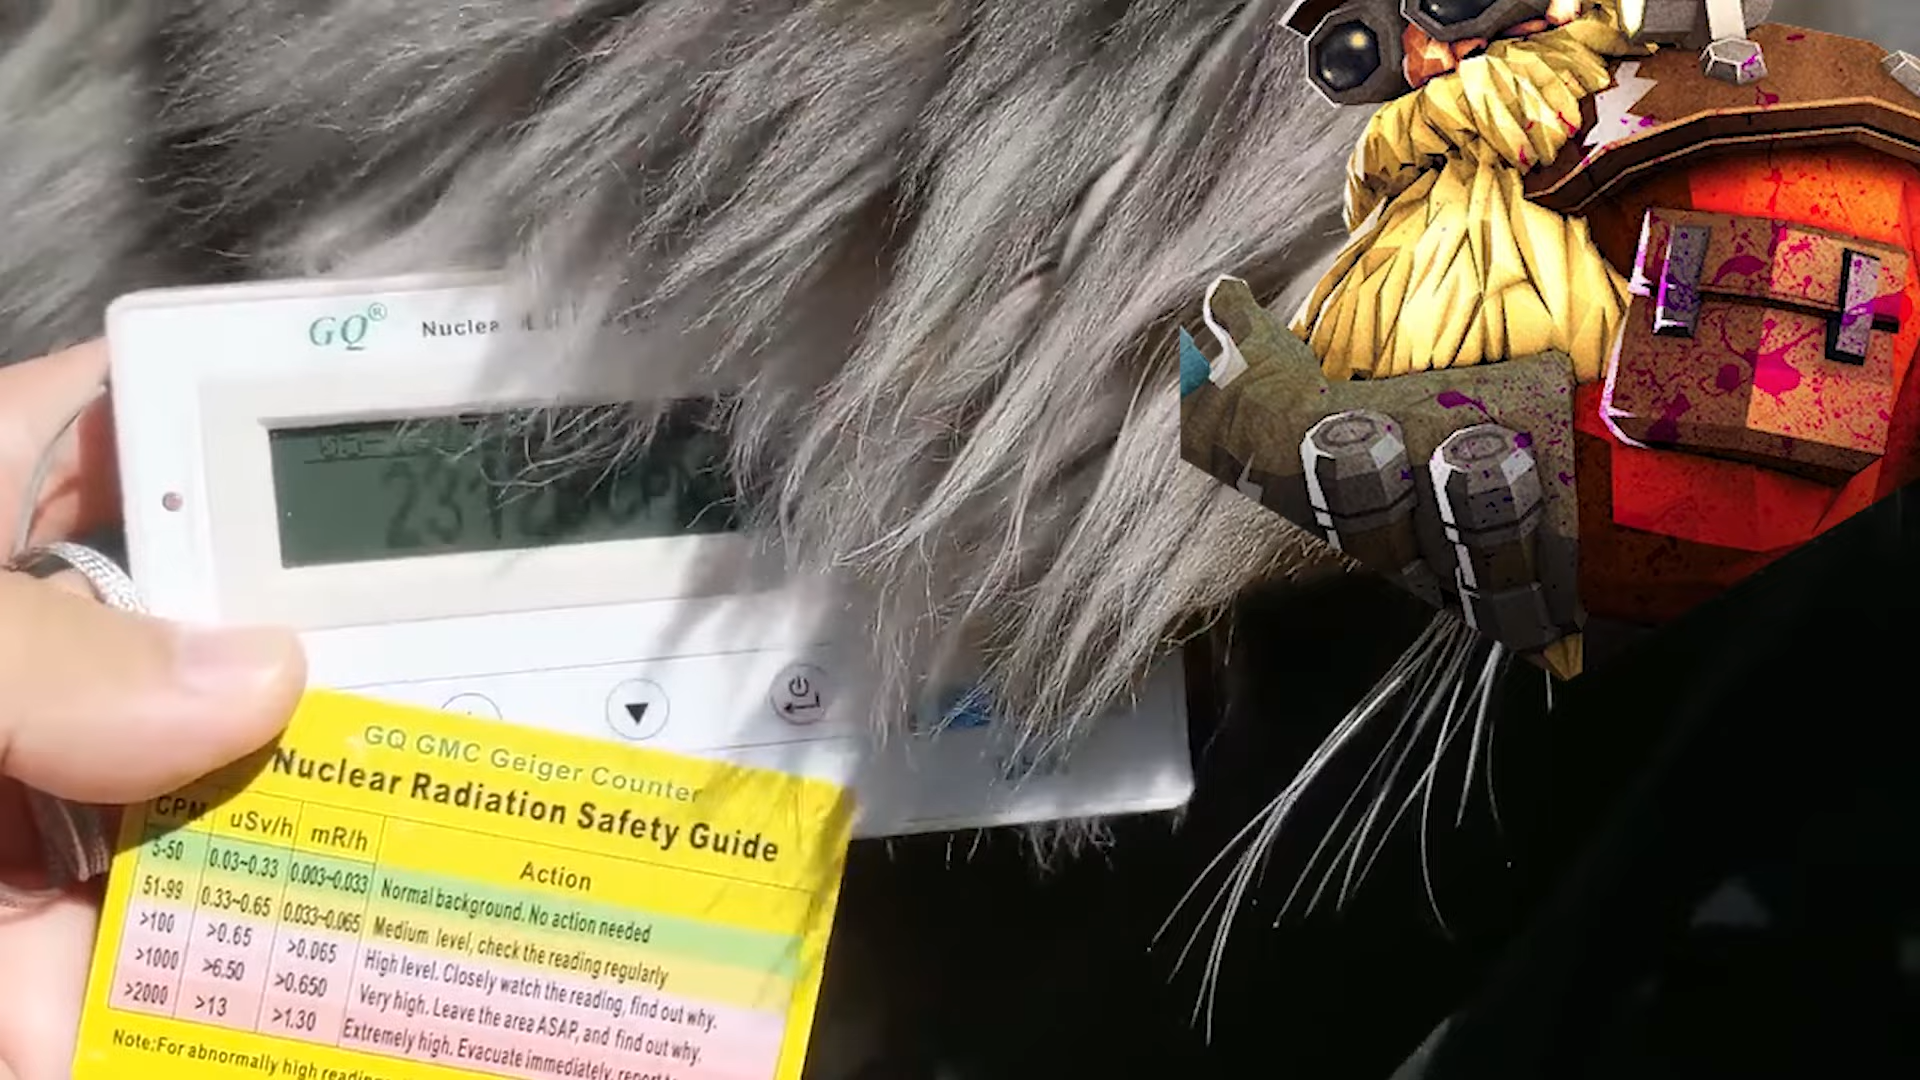 GQ® Nuclea
GQ GMC Geiger Counter
Nuclear Radiation Safety Guide
CPM uSv/h mR/h Action
5-50 0.03~0.33 0.003~0.033 Normal background. No action needed
51-99 0.33~0.65 0.033~0.065 Medium level, check the reading regularly
>100 >0.65 >0.065 High level. Closely watch the reading, find out why.
>1000 >6.50 >0.650 Very high. Leave the area ASAP, and find out why.
>2000 >13 >1.30 Extremely high. Evacuate immediately,
Note:For abnormally high